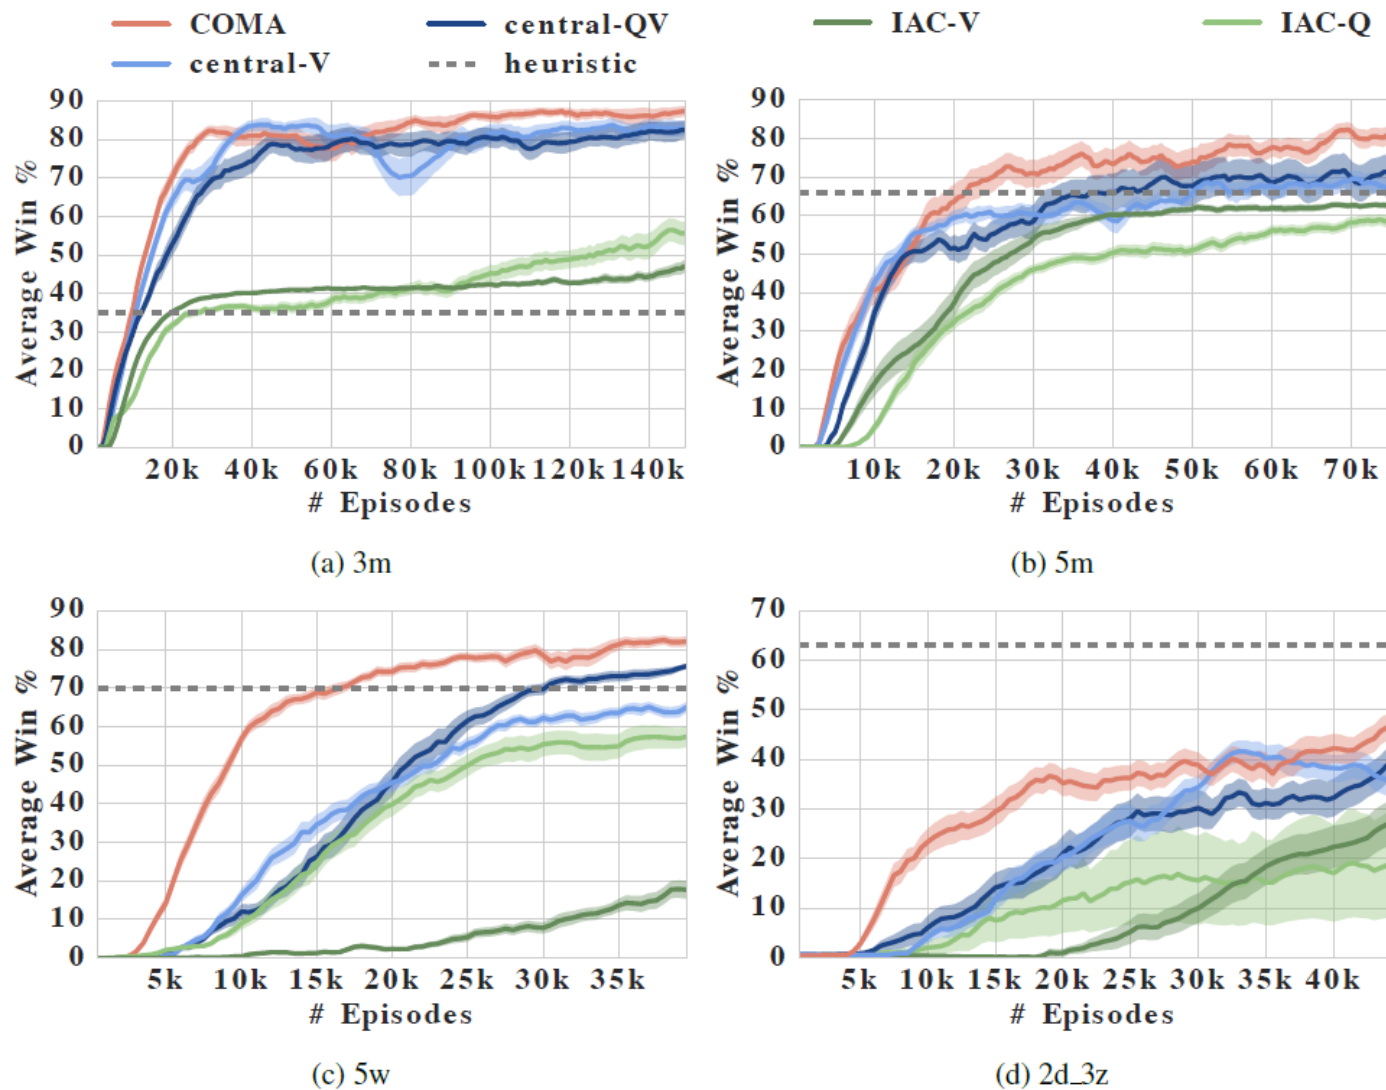 COMA central-QV IAC-V IAC-Q
central-V heuristic
90
80
70
60
50
40
30
20
10
0
Average Win %
20k 40k 60k 80k 100k 120k 140k
# Episodes
(a) 3m
90
80
70
60
50
40
30
20
10
0
Average Win %
10k 20k 30k 40k 50k 60k 70k
# Episodes
(b) 5m
90
80
70
60
50
40
30
20
10
0
Average Win %
5k 10k 15k 20k 25k 30k 35k
# Episodes
(c) 5w
70
60
50
40
30
20
10
0
Average Win %
5k 10k 15k 20k 25k 30k 35k 40k
# Episodes
(d) 2d_3z